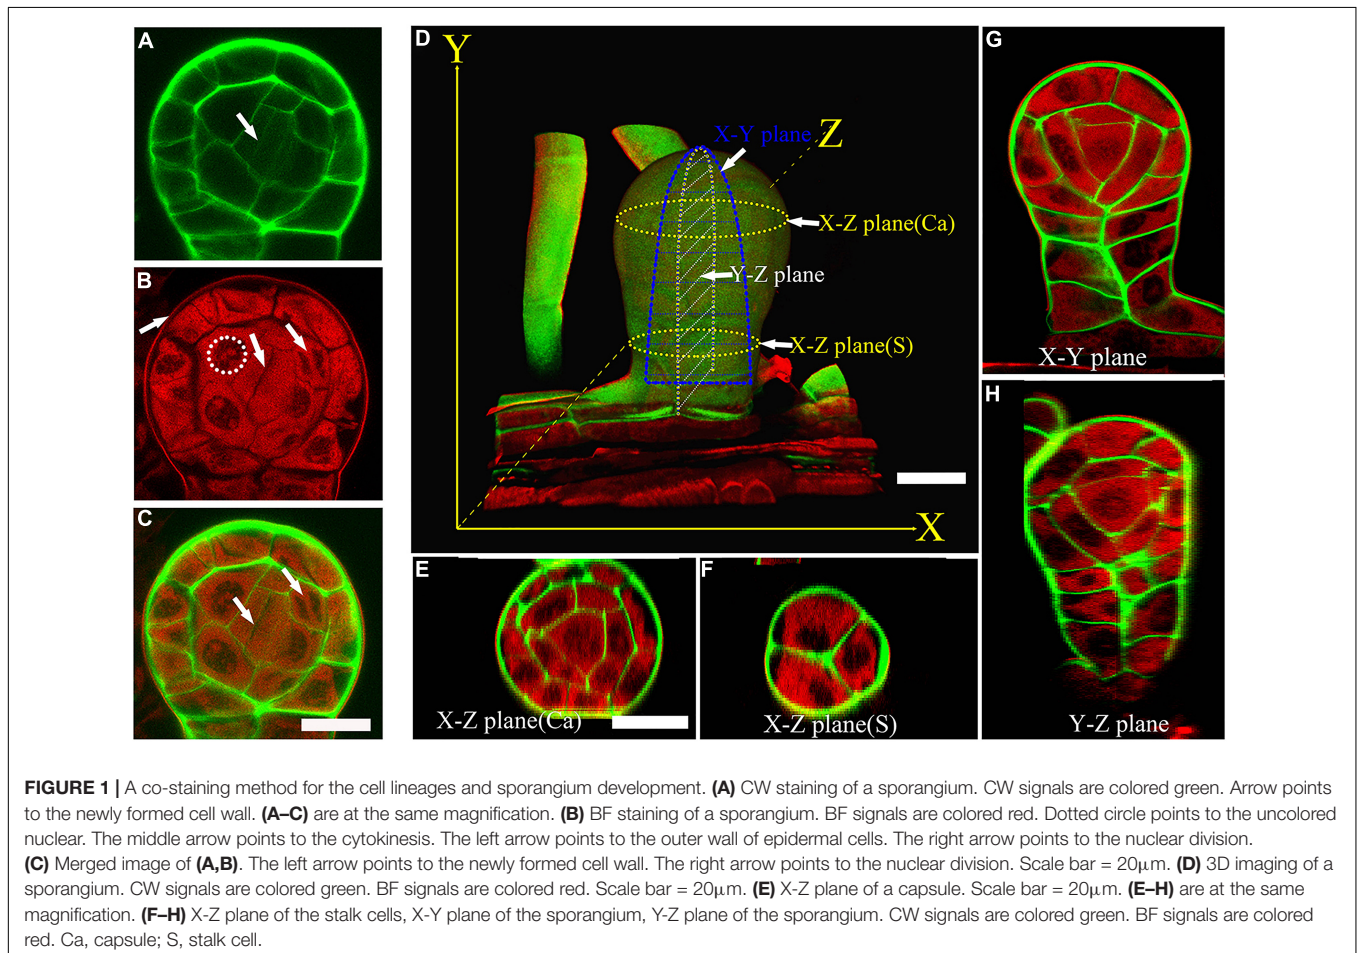 A
B
C
D
Y
X-Y plane
Z
X-Z plane(Ca)
Y-Z plane
X-Z plane(S)
X
E
X-Z plane(Ca)
F
X-Z plane(S)
G
X-Y plane
H
Y-Z plane
FIGURE 1 | A co-staining method for the cell lineages and sporangium development. (A) CW staining of a sporangium. CW signals are colored green. Arrow points
to the newly formed cell wall. (A–C) are at the same magnification. (B) BF staining of a sporangium. BF signals are colored red. Dotted circle points to the uncolored
nuclear. The middle arrow points to the cytokinesis. The left arrow points to the outer wall of epidermal cells. The right arrow points to the nuclear division.
(C) Merged image of (A,B). The left arrow points to the newly formed cell wall. The right arrow points to the nuclear division. Scale bar = 20μm. (D) 3D imaging of a
sporangium. CW signals are colored green. BF signals are colored red. Scale bar = 20μm. (E) X-Z plane of a capsule. Scale bar = 20μm. (E–H) are at the same
magnification. (F–H) X-Z plane of the stalk cells, X-Y plane of the sporangium, Y-Z plane of the sporangium. CW signals are colored green. BF signals are colored
red. Ca, capsule; S, stalk cell.